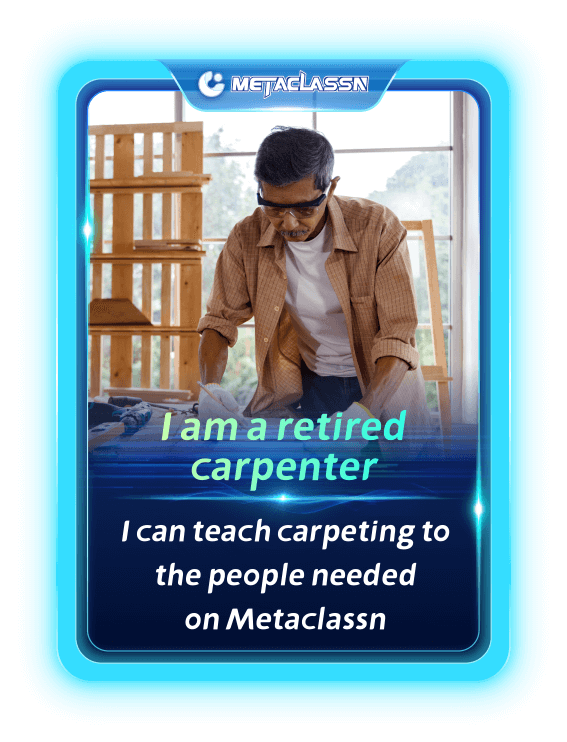 METACLASSN
I am a retired
carpenter
I can teach carpeting to
the people needed
on Metaclassn